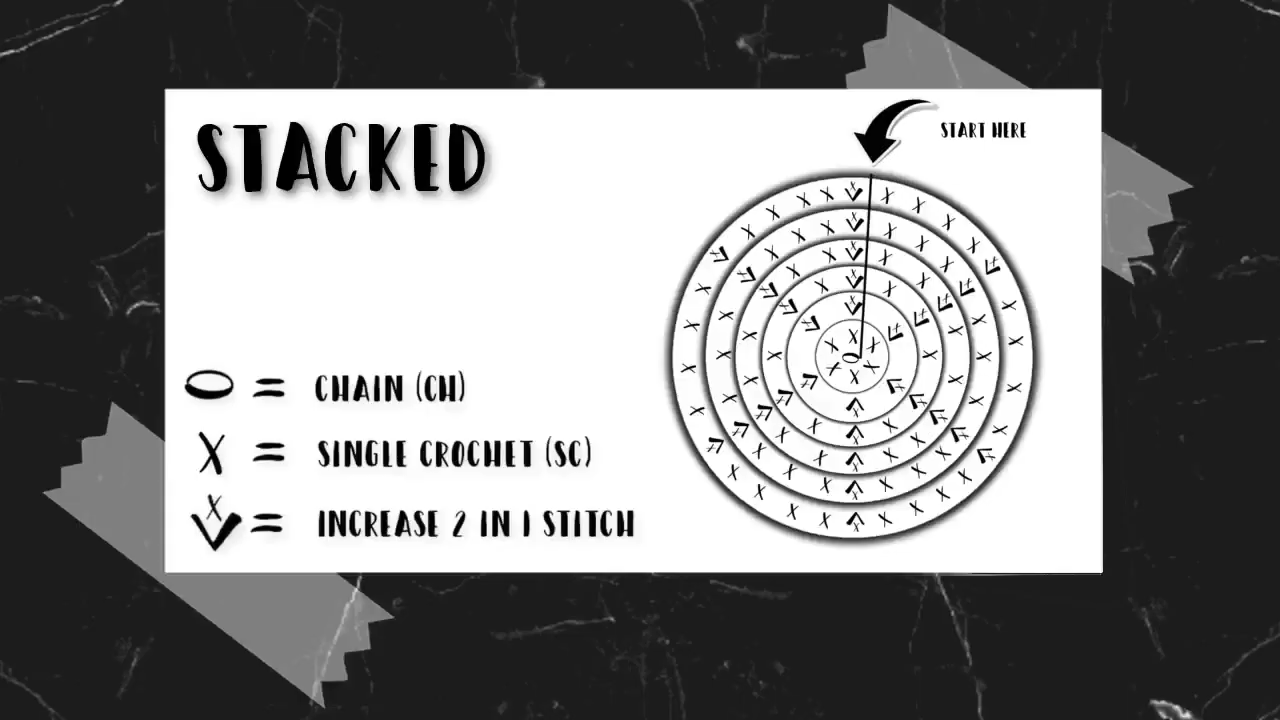 STACKED
START HERE
= CHAIN (CH)
X = SINGLE CROCHET (SC)
= INCREASE 2 IN 1 STITCH